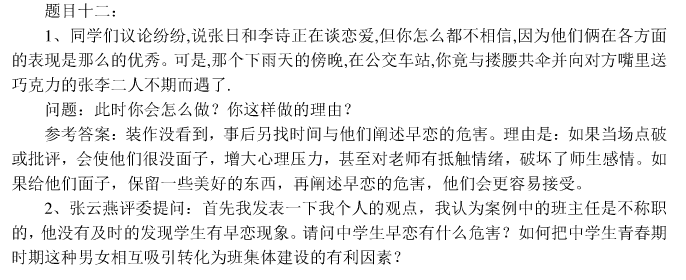 题目十二：
1、同学们议论纷纷,说张日和李诗正在谈恋爱,但你怎么都不相信,因为他们俩在各方面
的表现是那么的优秀。可是,那个下雨天的傍晚,在公交车站,你竟与搂腰共伞并向对方嘴里送
巧克力的张李二人不期而遇了.
问题：此时你会怎么做？你这样做的理由？
参考答案：装作没看到，事后另找时间与他们阐述早恋的危害。理由是：如果当场点破
或批评，会使他们很没面子，增大心理压力，甚至对老师有抵触情绪，破坏了师生感情。如
果给他们面子，保留一些美好的东西，再阐述早恋的危害，他们会更容易接受。
2、张云燕评委提问：首先我发表一下我个人的观点，我认为案例中的班主任是不称职
的，他没有及时的发现学生有早恋现象。请问中学生早恋有什么危害？如何把中学生青春期
时期这种男女相互吸引转化为班集体建设的有利因素？